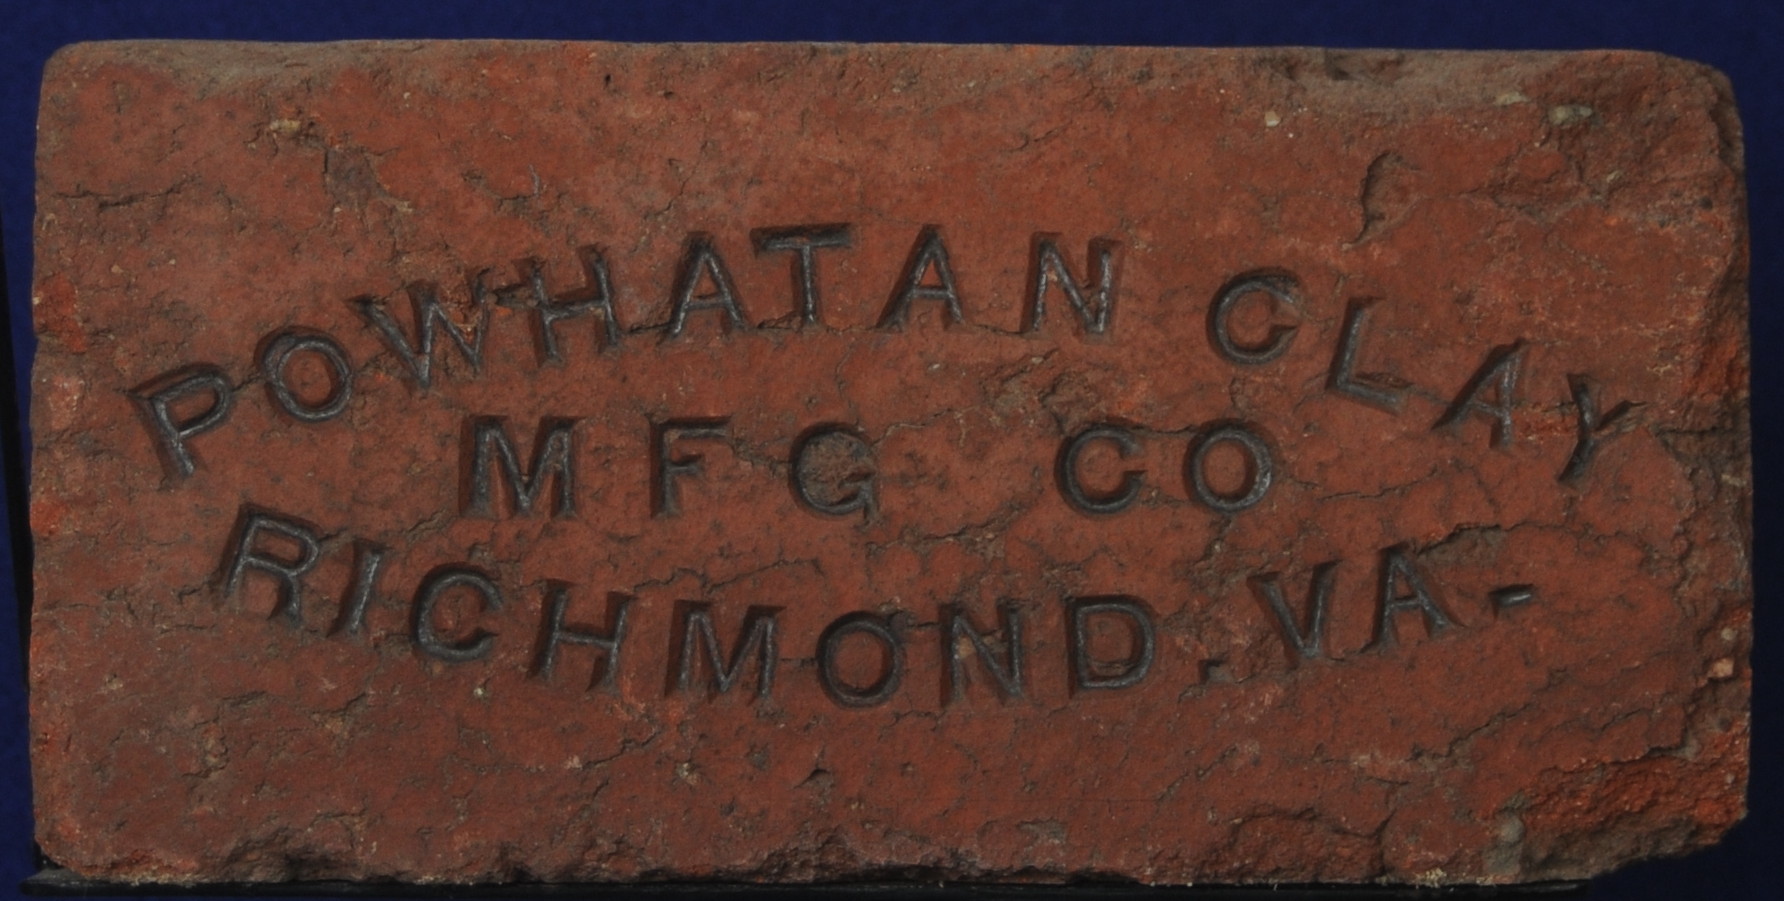 POWHATAN CLAY
MFG CO
RICHMOND. VA-